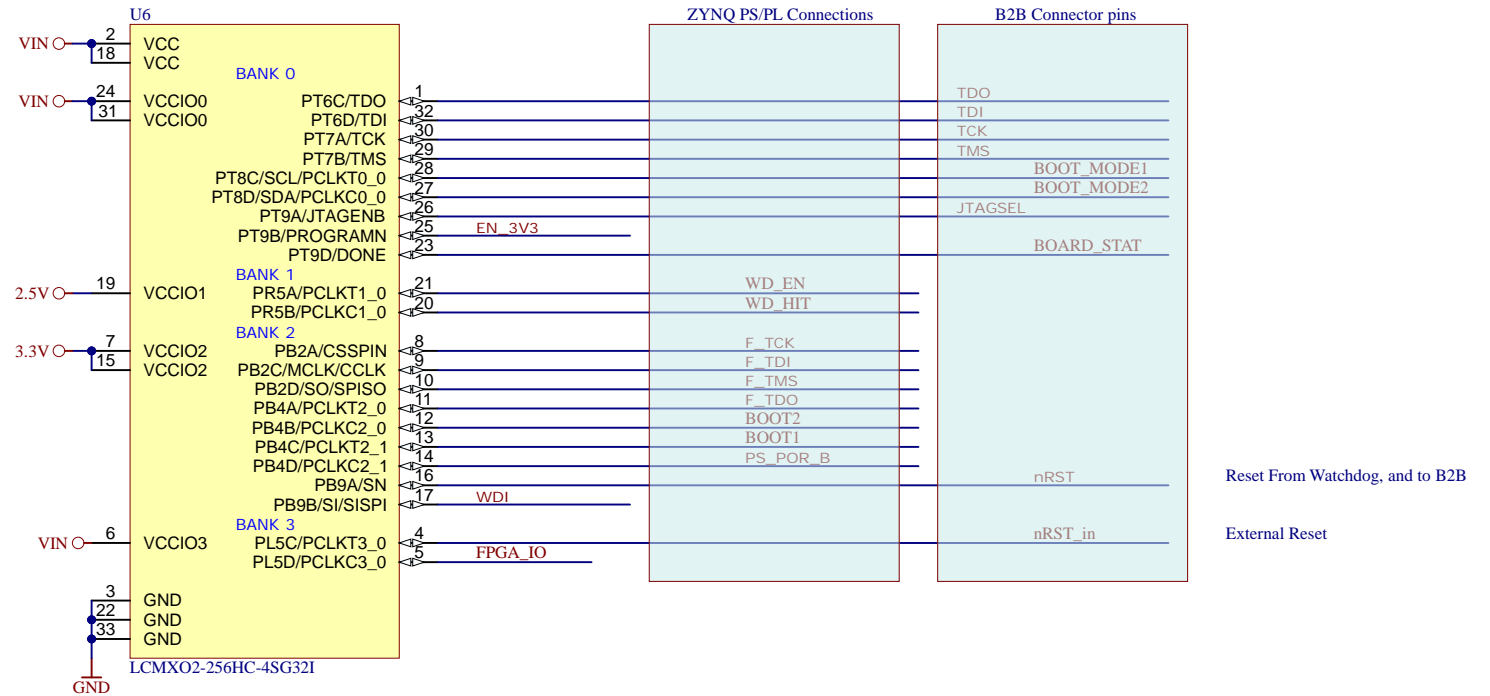 U6 ZYNQ PS/PL Connections B2B Connector pins
VIN 2 VCC
18 VCC
BANK 0
VIN 24 VCCIO0 PT6C/TDO 1 TDO
31 VCCIO0 PT6D/TDI 32 TDI
PT7A/TCK 30 TCK
PT7B/TMS 29 TMS
PT8C/SCL/PCLKT0_0 28 BOOT_MODE1
PT8D/SDA/PCLKC0_0 27 BOOT_MODE2
PT9A/JTAGENB 26 JTAGSEL
PT9B/PROGRAMN 25 EN_3V3
PT9D/DONE 23 BOARD_STAT
BANK 1
2.5V 19 VCCIO1 PR5A/PCLKT1_0 21 WD_EN
PR5B/PCLKC1_0 20 WD_HIT
BANK 2
3.3V 7 VCCIO2 PB2A/CSSPIN 8 F_TCK
15 VCCIO2 PB2C/MCLK/CCLK 9 F_TDI
PB2D/SO/SPISO 10 F_TMS
PB4A/PCLKT2_0 11 F_TDO
PB4B/PCLKC2_0 12 BOOT2
PB4C/PCLKT2_1 13 BOOT1
PB4D/PCLKC2_1 14 PS_POR_B
PB9A/SN 16 nRST Reset From Watchdog, and to B2B
PB9B/SI/SISPI 17 WDI
BANK 3
VIN 6 VCCIO3 PL5C/PCLKT3_0 4 nRST_in External Reset
PL5D/PCLKC3_0 5 FPGA_IO
3 GND
22 GND
33 GND
LCMXO2-256HC-4SG32I
GND